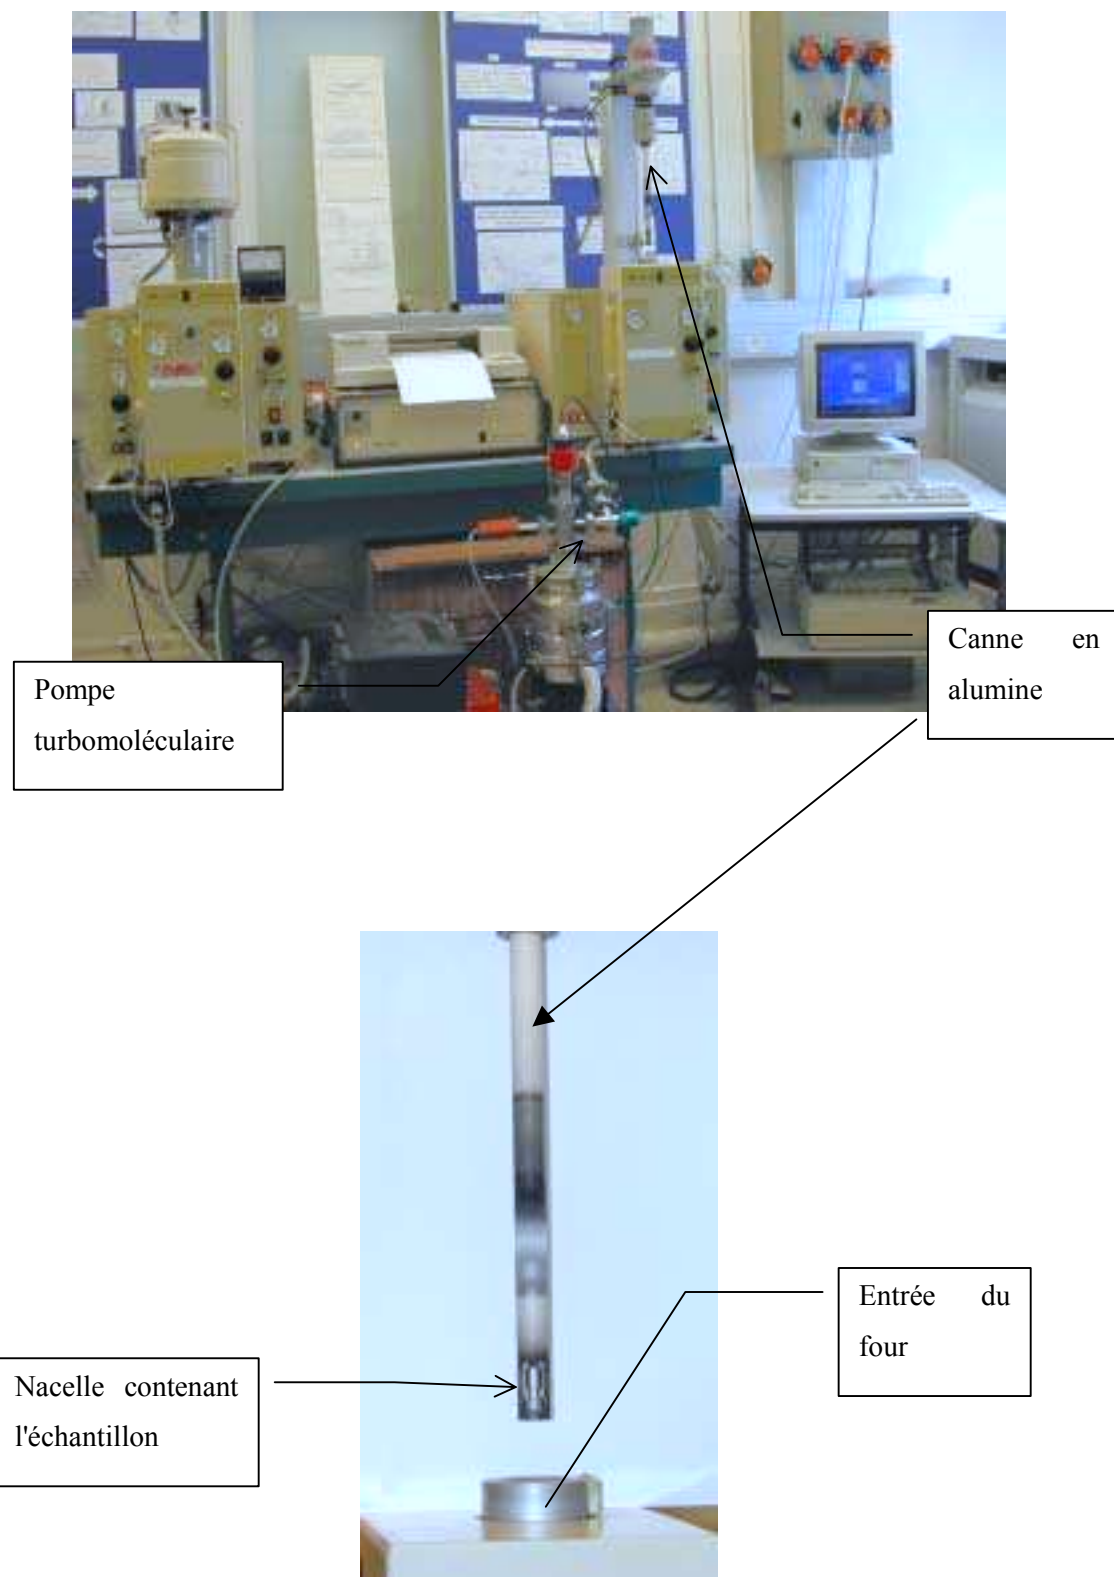 Canne en
alumine
Pompe
turbomoléculaire
Entrée du
four
Nacelle contenant
l'échantillon